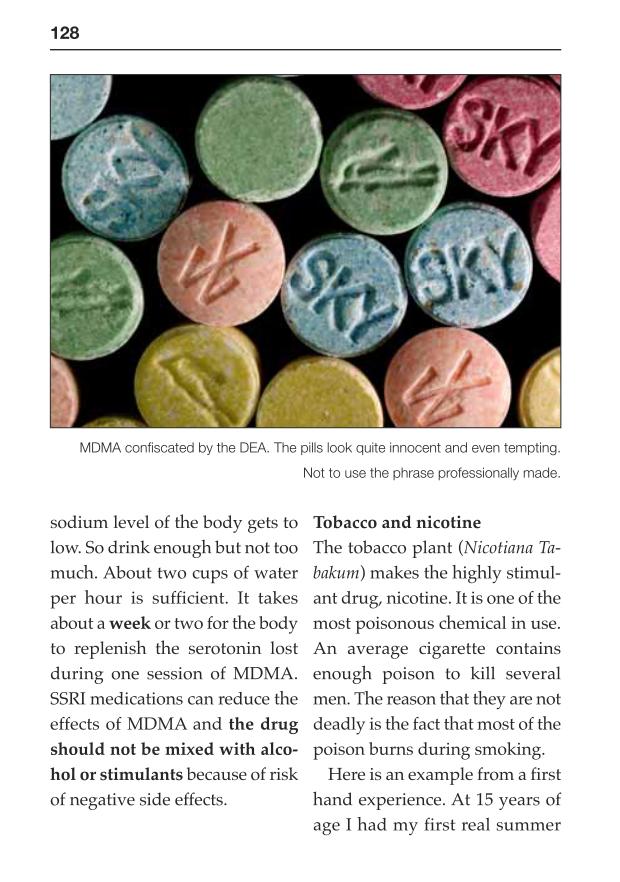 128
SKY
SKY
SKY
MDMA confiscated by the DEA. The pills look quite innocent and even tempting.
Not to use the phrase professionally made.
sodium level of the body gets to
low. So drink enough but not too
much. About two cups of water
per hour is sufficient. It takes
about a week or two for the body
to replenish the serotonin lost
during one session of MDMA.
SSRI medications can reduce the
effects of MDMA and the drug
should not be mixed with alco-
hol or stimulants because of risk
of negative side effects.
Tobacco and nicotine
The tobacco plant (Nicotiana Ta-
bakum) makes the highly stimul-
ant drug, nicotine. It is one of the
most poisonous chemical in use.
An average cigarette contains
enough poison to kill several
men. The reason that they are not
deadly is the fact that most of the
poison burns during smoking.
Here is an example from a first
hand experience. At 15 years of
age I had my first real summer